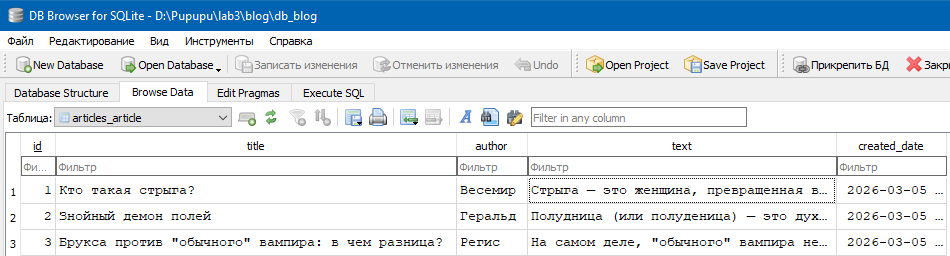 DB Browser for SQLite - D:\Pupupu\lab3\blog\db_blog
Файл Редактирование Вид Инструменты Справка
New Database Open Database Записать изменения Отменить изменения Undo Open Project Save Project Прикрепить БД Закры
Database Structure Browse Data Edit Pragmas Execute SQL
Таблица: articles_article Filter in any column
id title author text created_date
Фи... Фильтр Фильтр Фильтр Фильтр
1 1 Кто такая стрыга? Весемир Стрыга — это женщина, превращенная в... 2026-03-05 ...
2 2 Знойный демон полей Геральд Полудница (или полуденица) — это дух... 2026-03-05 ...
3 3 Брукса против "обычного" вампира: в чем разница? Регис На самом деле, "обычного" вампира не... 2026-03-05 ...